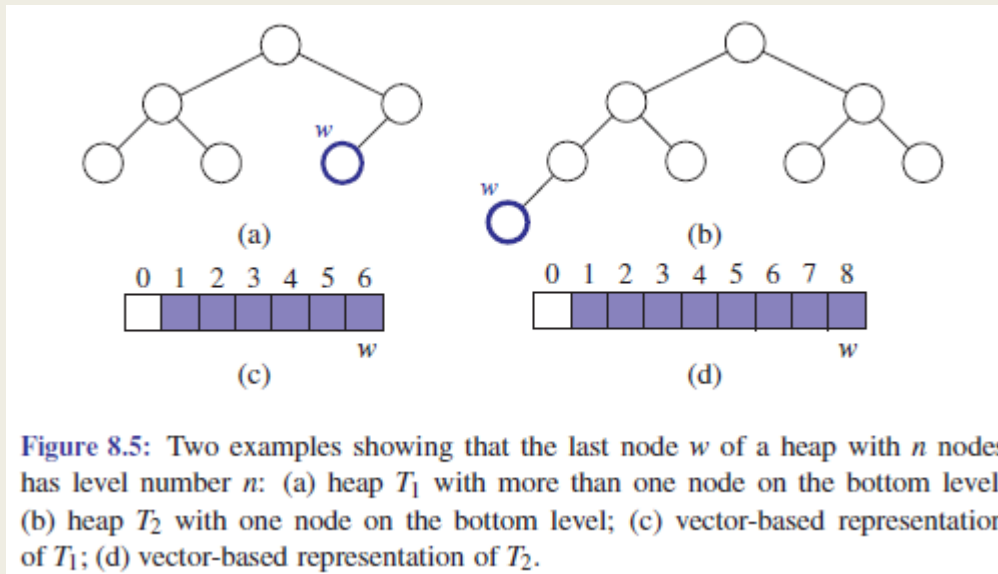 w
w
(a)
(b)
0 1 2 3 4 5 6
0 1 2 3 4 5 6 7 8
w
w
(c)
(d)
Figure 8.5: Two examples showing that the last node w of a heap with n nodes
has level number n: (a) heap T1 with more than one node on the bottom level
(b) heap T2 with one node on the bottom level; (c) vector-based representation
of T1; (d) vector-based representation of T2.